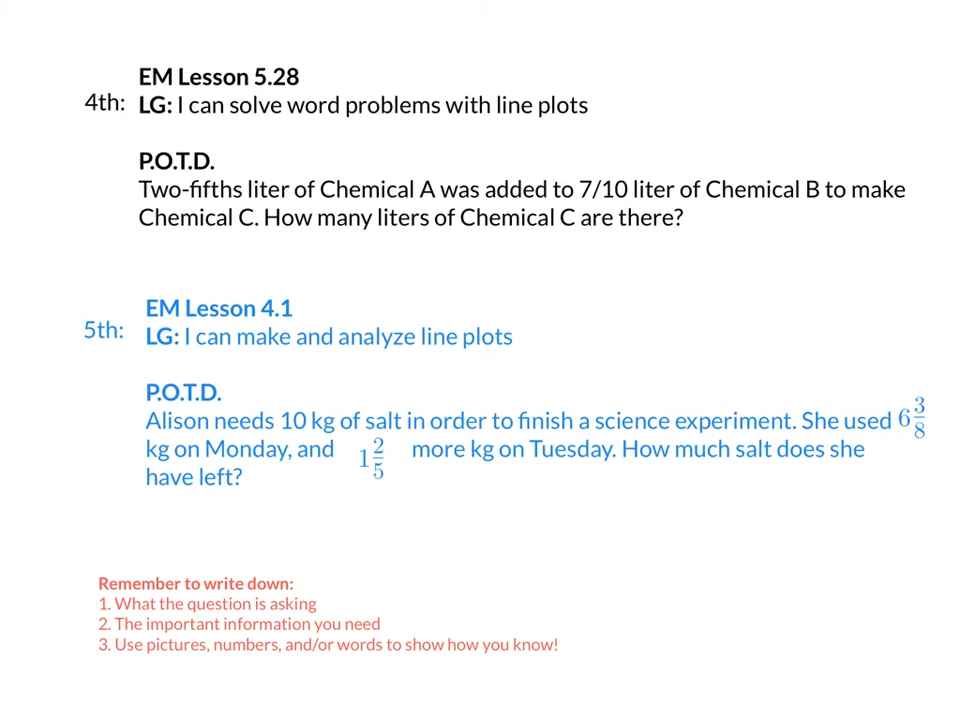 EM Lesson 5.28
4th: LG: I can solve word problems with line plots
P.O.T.D.
Two-fifths liter of Chemical A was added to 7/10 liter of Chemical B to make
Chemical C. How many liters of Chemical C are there?
EM Lesson 4.1
5th: LG: I can make and analyze line plots
P.O.T.D.
Alison needs 10 kg of salt in order to finish a science experiment. She used 6 3/8
kg on Monday, and 1 2/5 more kg on Tuesday. How much salt does she
have left?
Remember to write down:
1. What the question is asking
2. The important information you need
3. Use pictures, numbers, and/or words to show how you know!